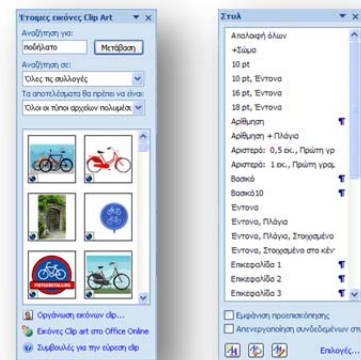 Έτοιμες εικόνες Clip Art
Αναζήτηση για:
ποδήλατο
Μετάβαση
Αναζήτηση σε:
Όλες τις συλλογές
Τα αποτελέσματα θα πρέπει να είναι:
Όλοι οι τύποι αρχείων πολυμέσ
Οργάνωση εικόνων clip...
Εικόνες Clip art στο Office Online
Συμβουλές για την εύρεση clip
Στυλ
Απαλοιφή όλων
+Σώμα
10 pt
10 pt, Έντονα
16 pt, Έντονα
18 pt, Έντονα
Αρίθμηση
Αρίθμηση + Πλάγια
Αριστερά: 0,5 εκ., Πρώτη γρ
Αριστερά: 1 εκ., Πρώτη γραμ
Βασικό
Βασικό10
Έντονα
Έντονα, Πλάγια
Έντονα, Πλάγια, Στοιχισμένο
Έντονα, Στοιχισμένο στο κέν
Επικεφαλίδα 1
Επικεφαλίδα 2
Επικεφαλίδα 3
Εμφάνιση προεπισκόπησης
Απενεργοποίηση συνδεδεμένων στυ
Επιλογές...